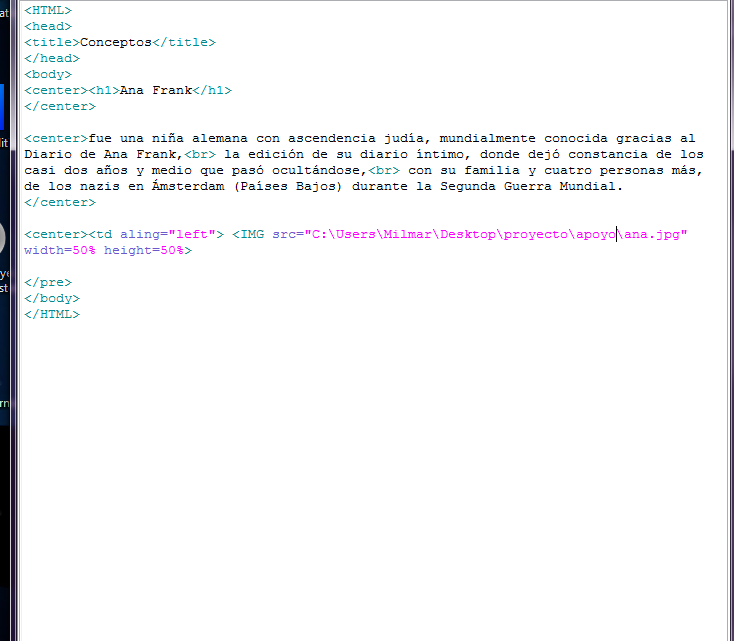 <HTML>
<head>
<title>Conceptos</title>
</head>
<body>
<center><h1>Ana Frank</h1>
</center>
<center>fue una niña alemana con ascendencia judía, mundialmente conocida gracias al
Diario de Ana Frank,<br> la edición de su diario íntimo, donde dejó constancia de los
casi dos años y medio que pasó ocultándose,<br> con su familia y cuatro personas más,
de los nazis en Ámsterdam (Países Bajos) durante la Segunda Guerra Mundial.
</center>
<center><td aling="left"> <IMG src="C:\Users\Milmar\Desktop\proyecto\apoyo\ana.jpg"
width=50% height=50%>
</pre>
</body>
</HTML>